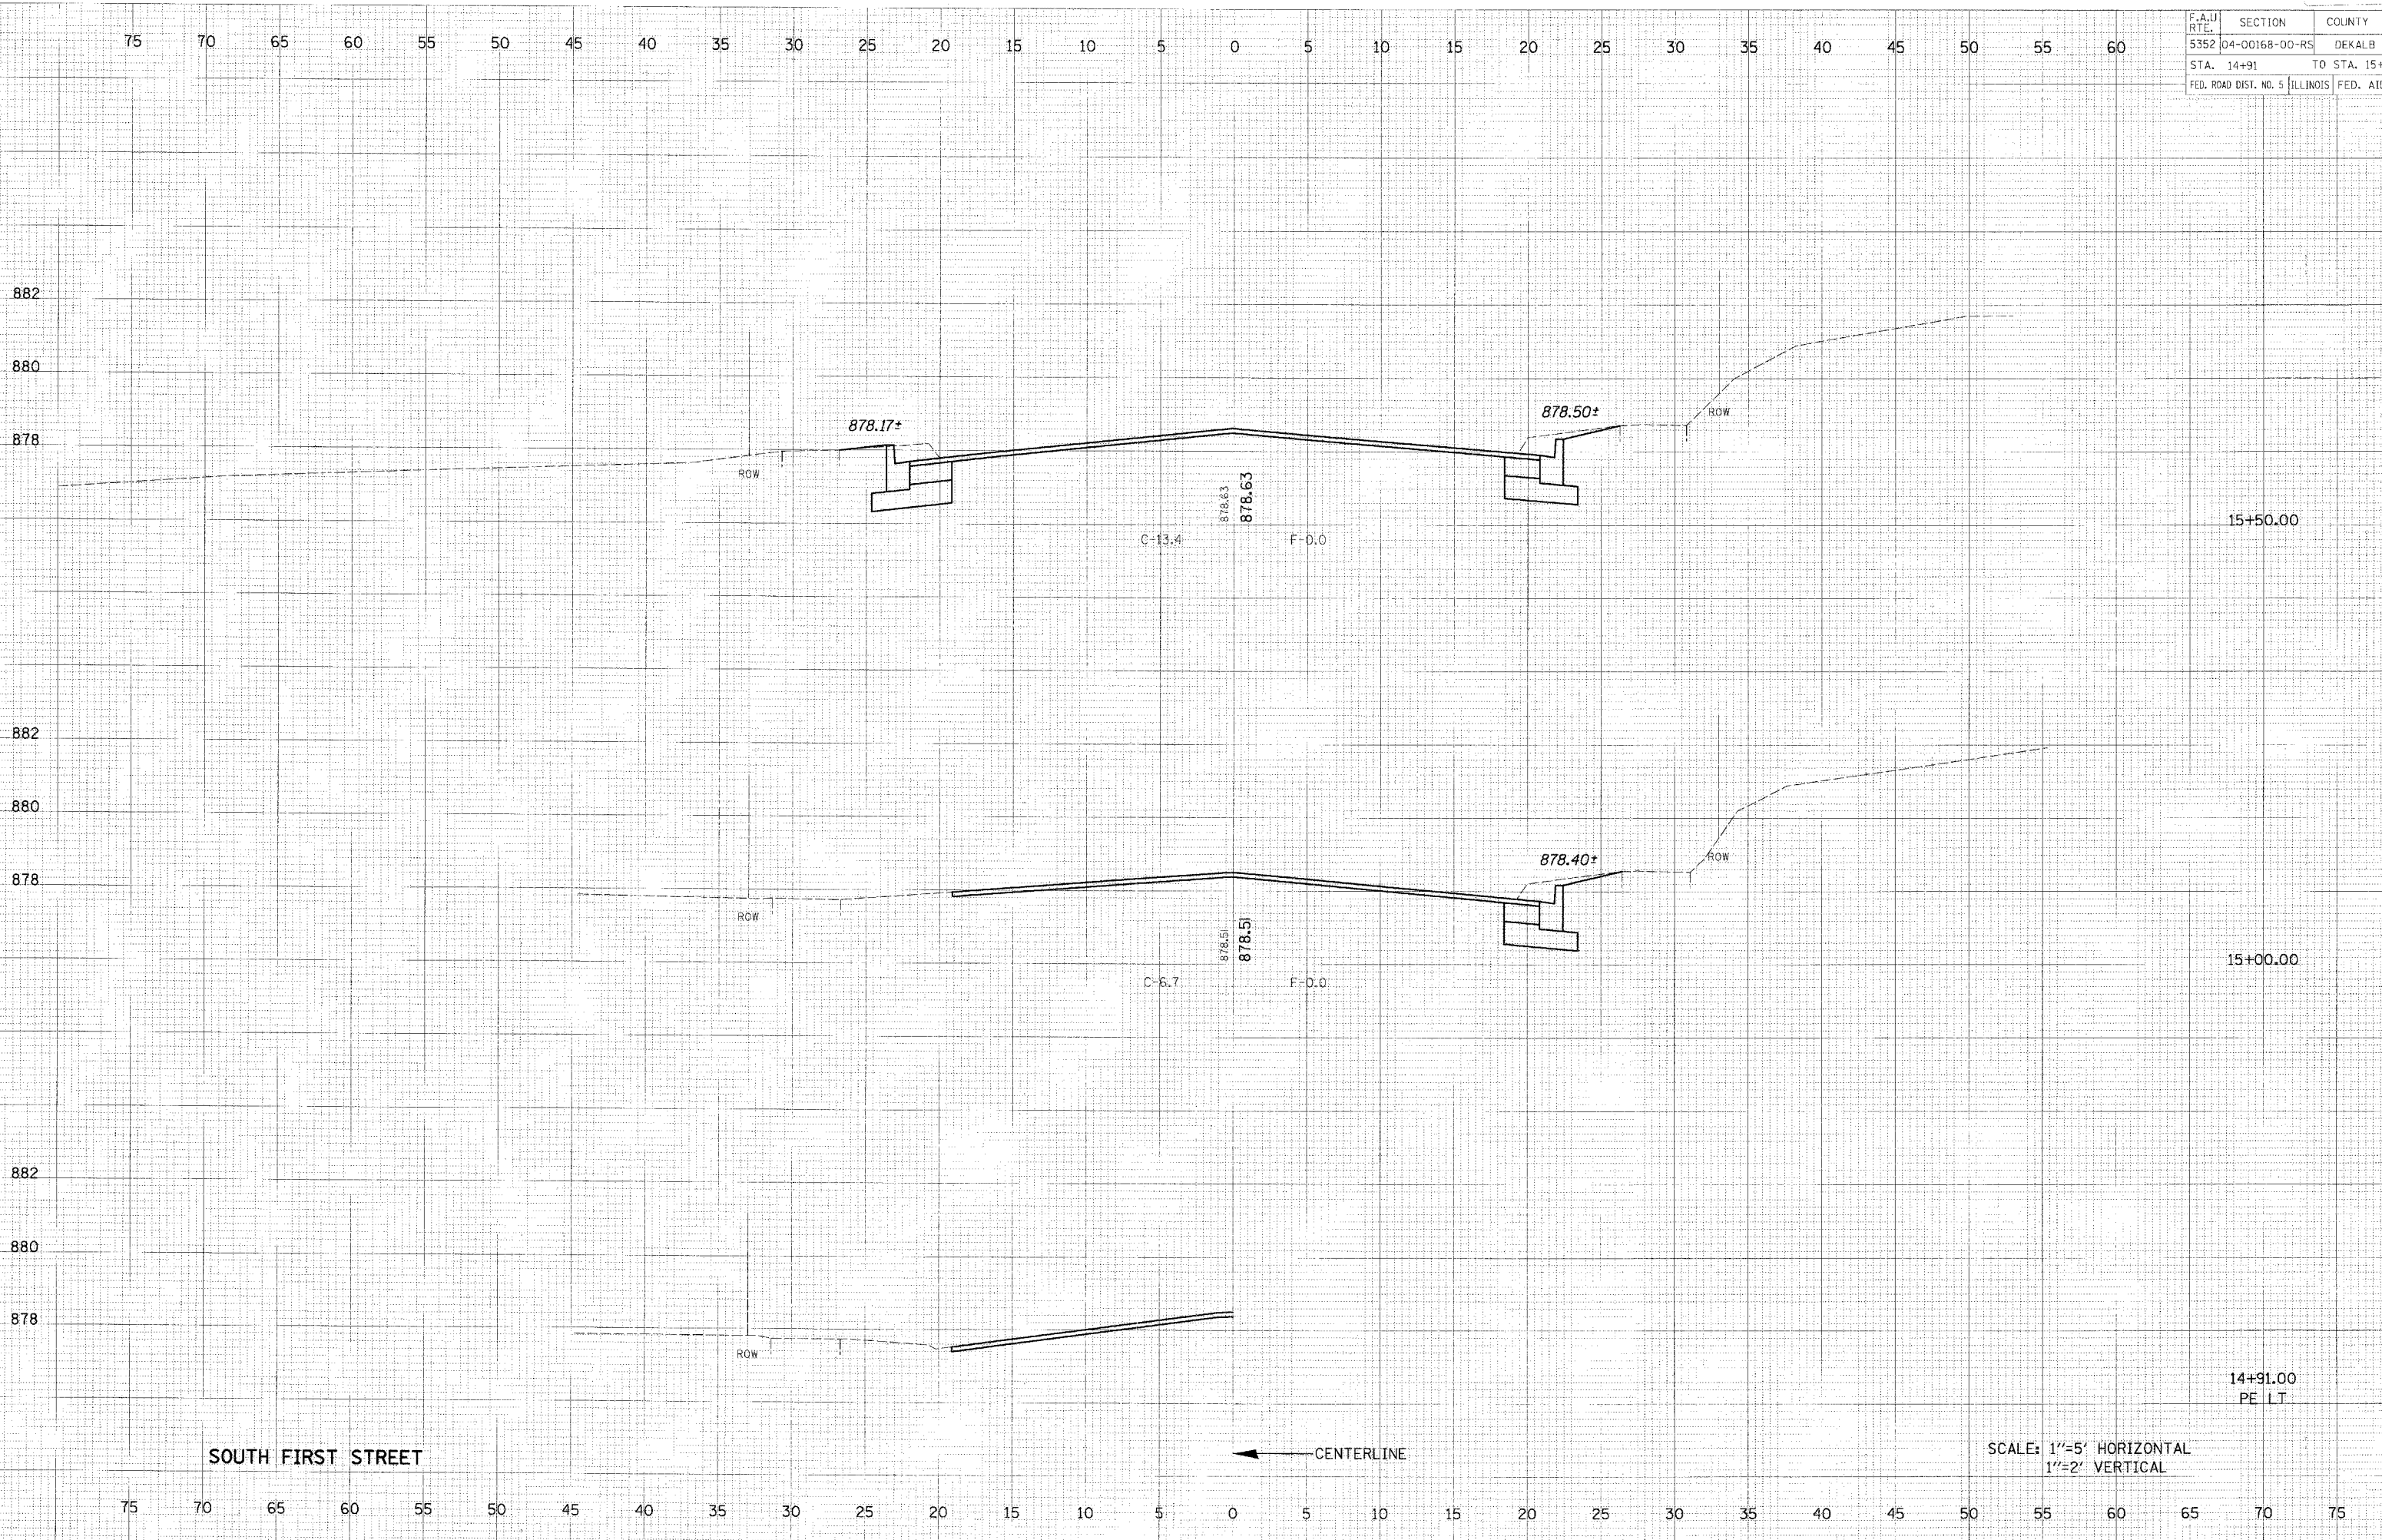 75 70 65 60 55 50 45 40 35 30 25 20 15 10 5 0 5 10 15 20 25 30 35 40 45 50 55 60
F.A.U RTE. SECTION COUNTY
5352 04-00168-00-RS DEKALB
STA. 14+91 TO STA. 15+
FED. ROAD DIST. NO. 5 ILLINOIS FED. AID
882
880
878
878.17±
878.50±
ROW
ROW
878.63
878.63
C-13.4
F-0.0
15+50.00
882
880
878
878.40±
ROW
ROW
878.51
878.51
C-6.7
F-0.0
15+00.00
882
880
878
ROW
14+91.00
PE LT
SOUTH FIRST STREET
CENTERLINE
SCALE: 1"=5' HORIZONTAL
1"=2' VERTICAL
75 70 65 60 55 50 45 40 35 30 25 20 15 10 5 0 5 10 15 20 25 30 35 40 45 50 55 60 65 70 75